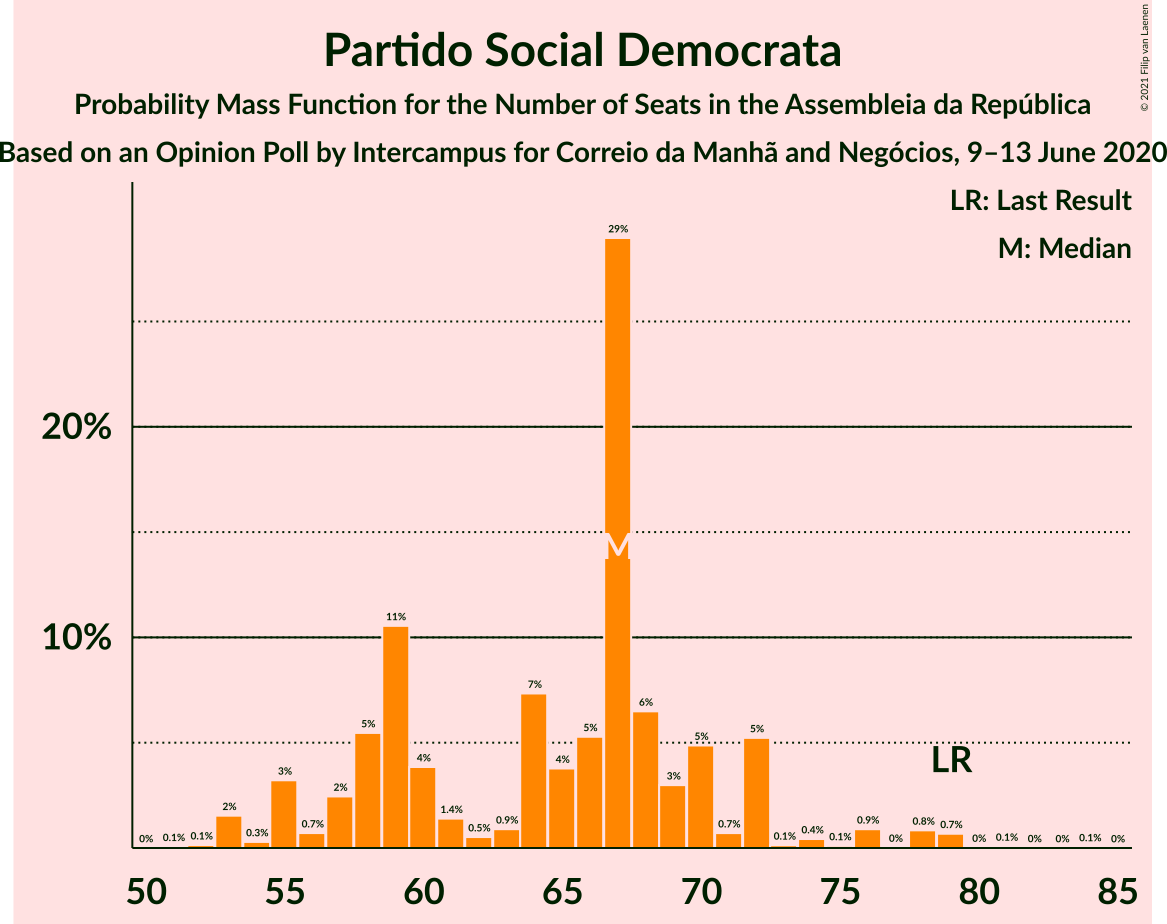 Partido Social Democrata
Probability Mass Function for the Number of Seats in the Assembleia da República
Based on an Opinion Poll by Intercampus for Correio da Manhã and Negócios, 9–13 June 2020
© 2021 Filip van Laenen
LR: Last Result
M: Median
20%
10%
0% 0.1% 0.1% 2% 0.3% 3% 0.7% 2% 5% 11% 4% 1.4% 0.5% 0.9% 7% 4% 5% 29% 6% 3% 5% 0.7% 5% 0.1% 0.4% 0.1% 0.9% 0% 0.8% 0.7% 0% 0.1% 0% 0% 0.1% 0%
M
LR
50 55 60 65 70 75 80 85